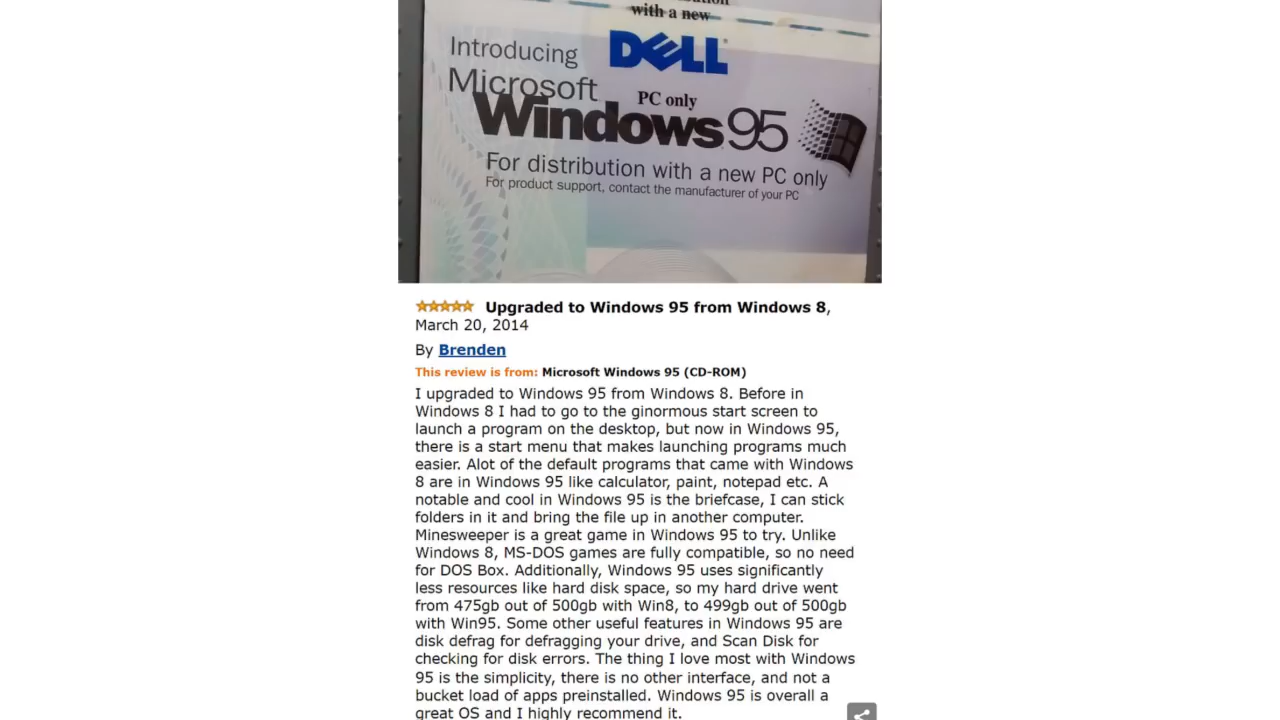 with a new
DELL
Introducing
Microsoft
PC only
Windows 95
For distribution with a new PC only
For product support, contact the manufacturer of your PC
Upgraded to Windows 95 from Windows 8,
March 20, 2014
By Brenden
This review is from: Microsoft Windows 95 (CD-ROM)
I upgraded to Windows 95 from Windows 8. Before in
Windows 8 I had to go to the ginormous start screen to
launch a program on the desktop, but now in Windows 95,
there is a start menu that makes launching programs much
easier. Alot of the default programs that came with Windows
8 are in Windows 95 like calculator, paint, notepad etc. A
notable and cool in Windows 95 is the briefcase, I can stick
folders in it and bring the file up in another computer.
Minesweeper is a great game in Windows 95 to try. Unlike
Windows 8, MS-DOS games are fully compatible, so no need
for DOS Box. Additionally, Windows 95 uses significantly
less resources like hard disk space, so my hard drive went
from 475gb out of 500gb with Win8, to 499gb out of 500gb
with Win95. Some other useful features in Windows 95 are
disk defrag for defragging your drive, and Scan Disk for
checking for disk errors. The thing I love most with Windows
95 is the simplicity, there is no other interface, and not a
bucket load of apps preinstalled. Windows 95 is overall a
great OS and I highly recommend it.